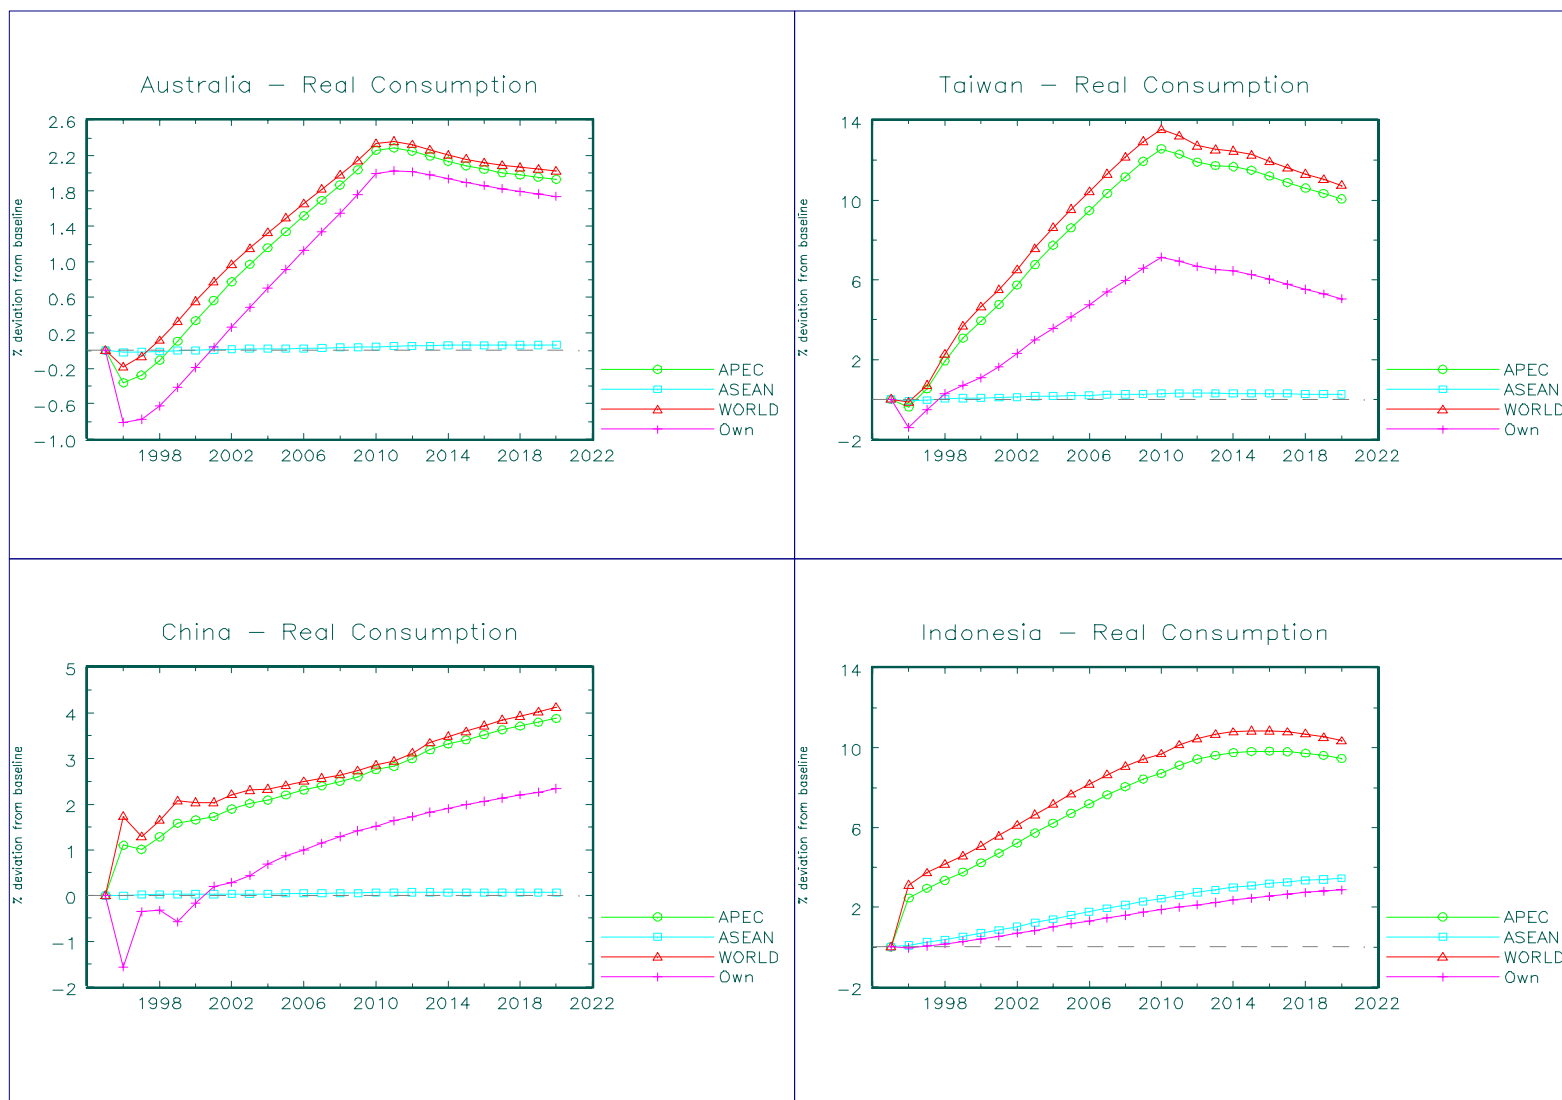 Australia – Real Consumption
% deviation from baseline
2.6
2.2
1.8
1.4
1.0
0.6
0.2
−0.2
−0.6
−1.0
1998 2002 2006 2010 2014 2018 2022
APEC
ASEAN
WORLD
Own
Taiwan – Real Consumption
% deviation from baseline
14
10
6
2
−2
1998 2002 2006 2010 2014 2018 2022
APEC
ASEAN
WORLD
Own
China – Real Consumption
% deviation from baseline
5
4
3
2
1
0
−1
−2
1998 2002 2006 2010 2014 2018 2022
APEC
ASEAN
WORLD
Own
Indonesia – Real Consumption
% deviation from baseline
14
10
6
2
−2
1998 2002 2006 2010 2014 2018 2022
APEC
ASEAN
WORLD
Own